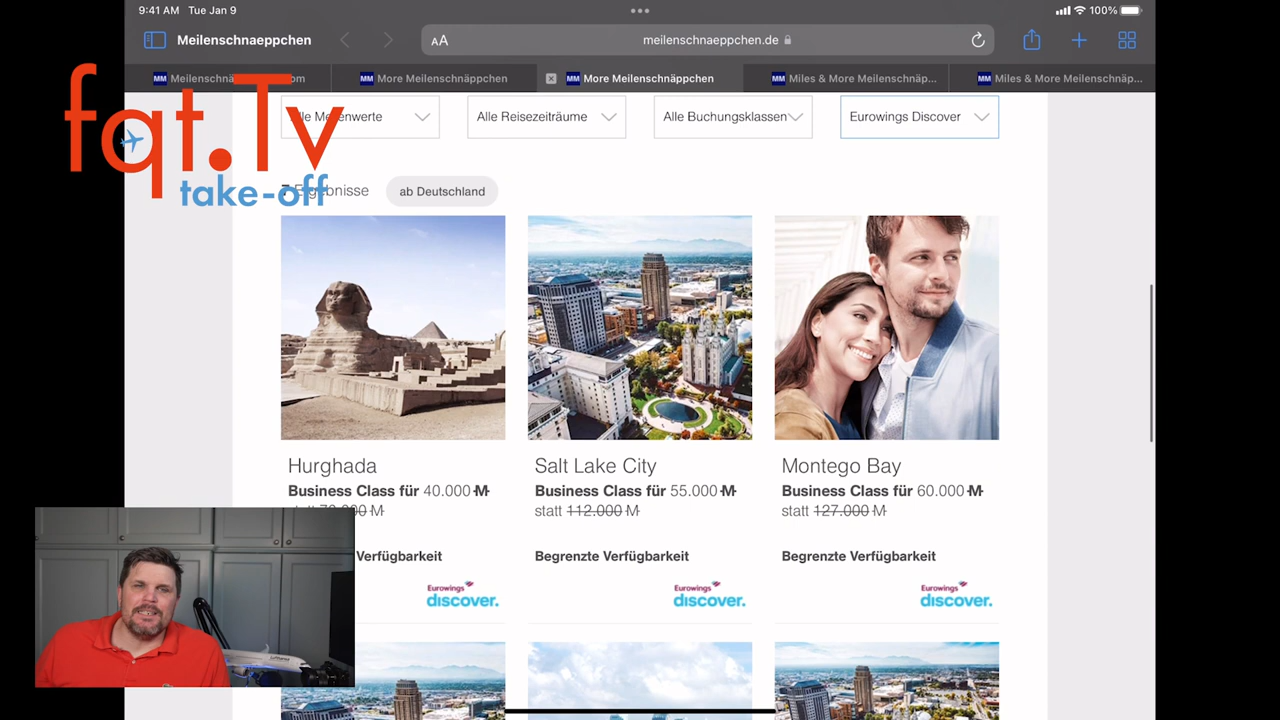 9:41 AM Tue Jan 9
100%
Meilenschnaeppchen
AA
meilenschnaeppchen.de
More Meilenschnäppchen
More Meilenschnäppchen
Miles & More Meilenschnäp...
Miles & More Meilenschnäp...
fqt.Tv
take-off
Alle Reisezeiträume
Alle Buchungsklassen
Eurowings Discover
7 Ergebnisse
ab Deutschland
Hurghada
Business Class für 40.000 M
Verfügbarkeit
Eurowings
discover.
Salt Lake City
Business Class für 55.000 M
statt 112.000 M
Begrenzte Verfügbarkeit
Eurowings
discover.
Montego Bay
Business Class für 60.000 M
statt 127.000 M
Begrenzte Verfügbarkeit
Eurowings
discover.